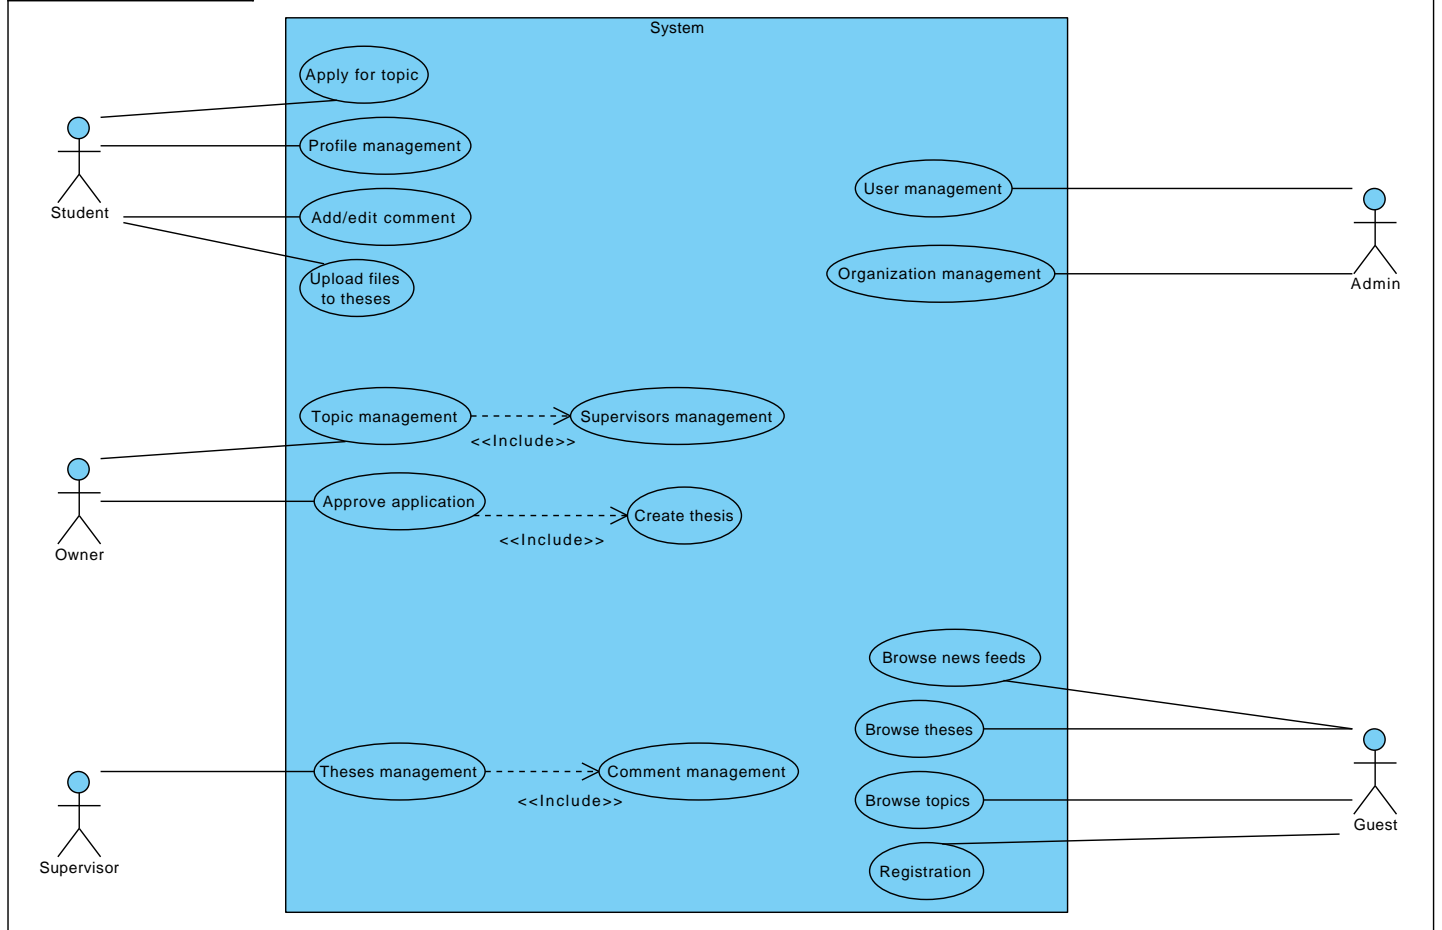 System
Apply for topic
Profile management
Student
Add/edit comment
Upload files
to theses
User management
Organization management
Admin
Topic management
<<Include>>
Supervisors management
Approve application
<<Include>>
Create thesis
Owner
Browse news feeds
Browse theses
Theses management
<<Include>>
Comment management
Browse topics
Guest
Supervisor
Registration